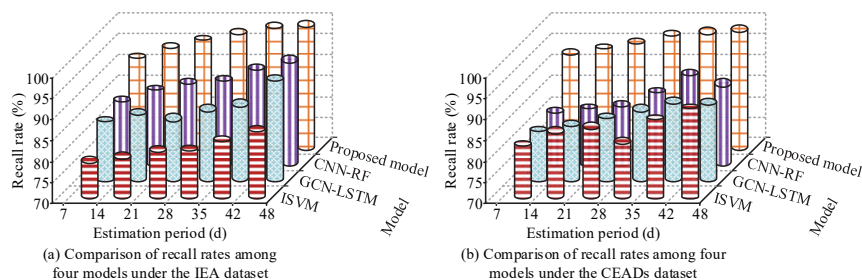 100
95
90
85
80
75
70
Recall rate (%)
7 14 21 28 35 42 48
Estimation period (d)
Proposed model
CNN-RF
GCN-LSTM
ISVM
Model
(a) Comparison of recall rates among
four models under the IEA dataset
100
95
90
85
80
75
70
Recall rate (%)
7 14 21 28 35 42 48
Estimation period (d)
Proposed model
CNN-RF
GCN-LSTM
ISVM
Model
(b) Comparison of recall rates among four
models under the CEADs dataset